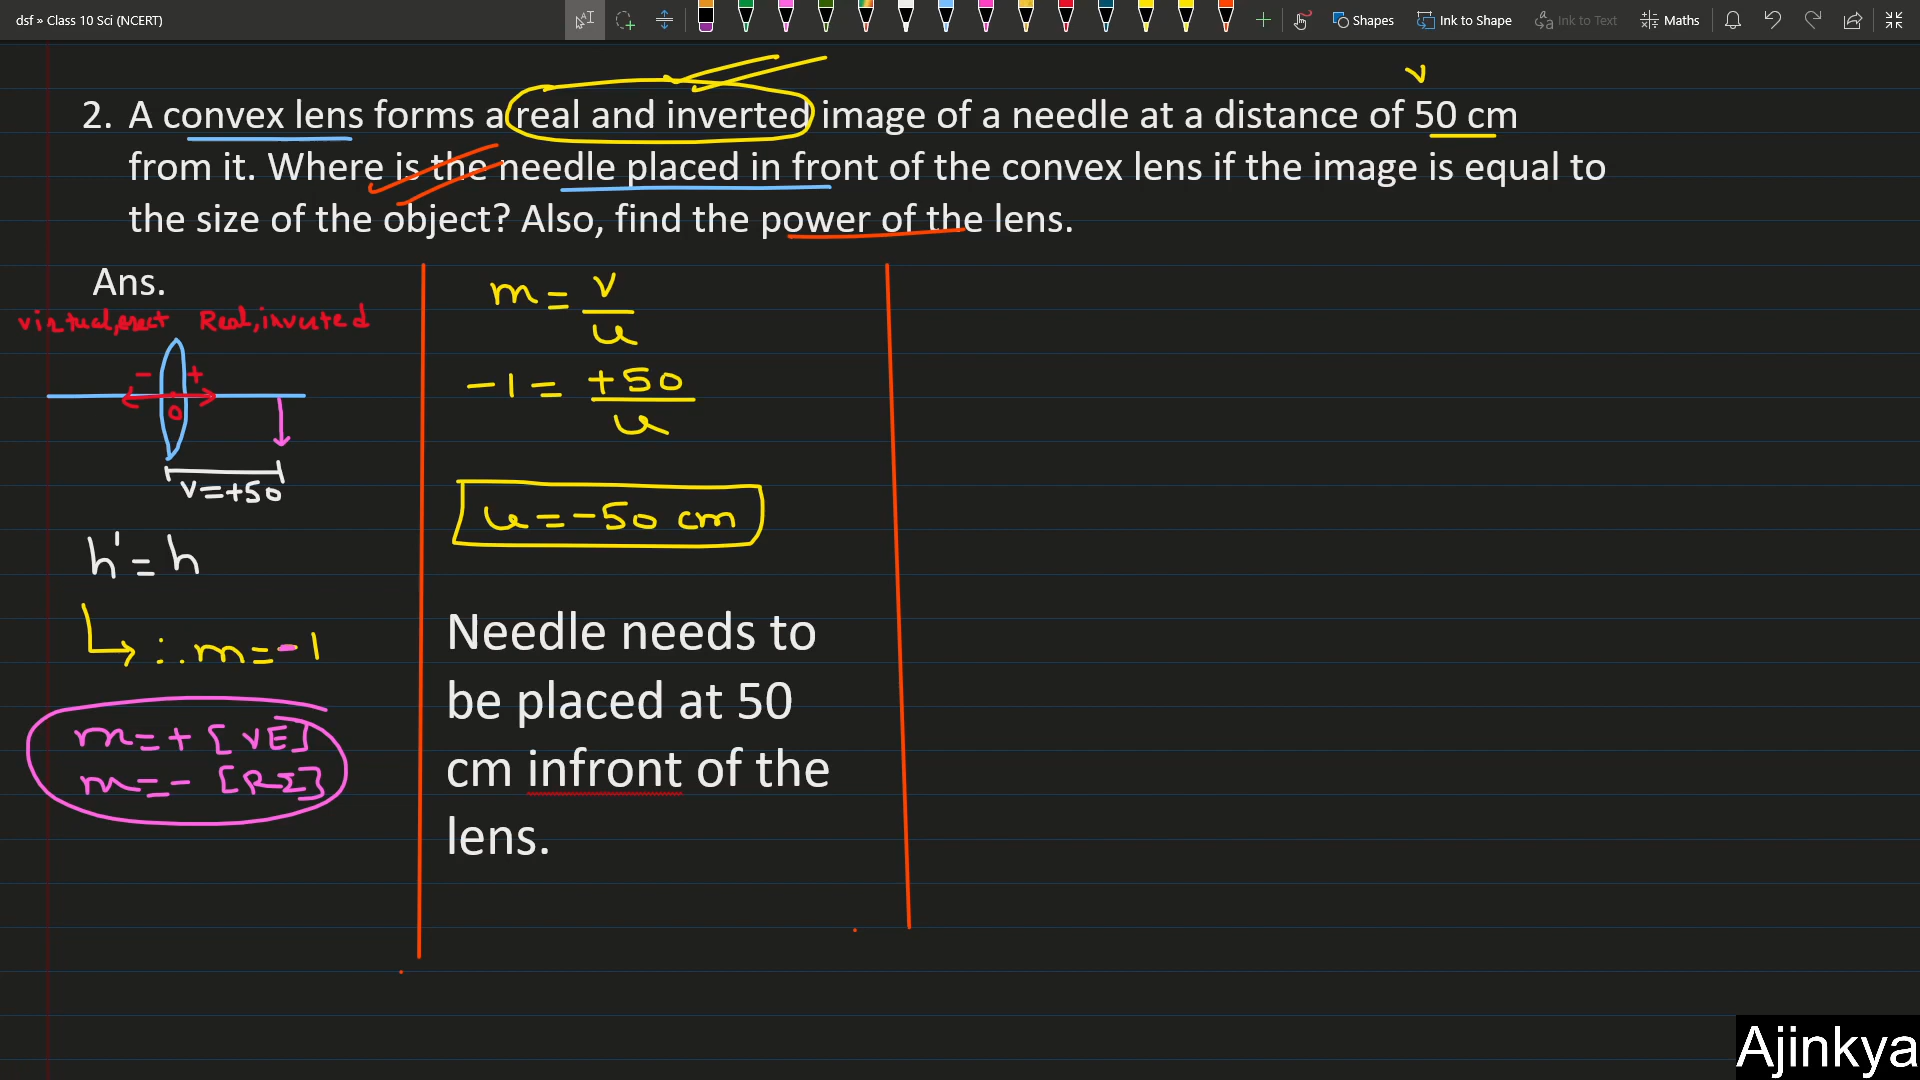 dsf » Class 10 Sci (NCERT)
Shapes
Ink to Shape
Ink to Text
Maths
v
2. A convex lens forms a real and inverted image of a needle at a distance of 50 cm
from it. Where is the needle placed in front of the convex lens if the image is equal to
the size of the object? Also, find the power of the lens.
Ans.
virtual,erect Real,inverted
- +
O
v=+50
h'=h
∴m=-1
m=+ [VE]
m=- [RI]
m = v
u
-1 = +50
u
u=-50 cm
Needle needs to
be placed at 50
cm infront of the
lens.
Ajinkya